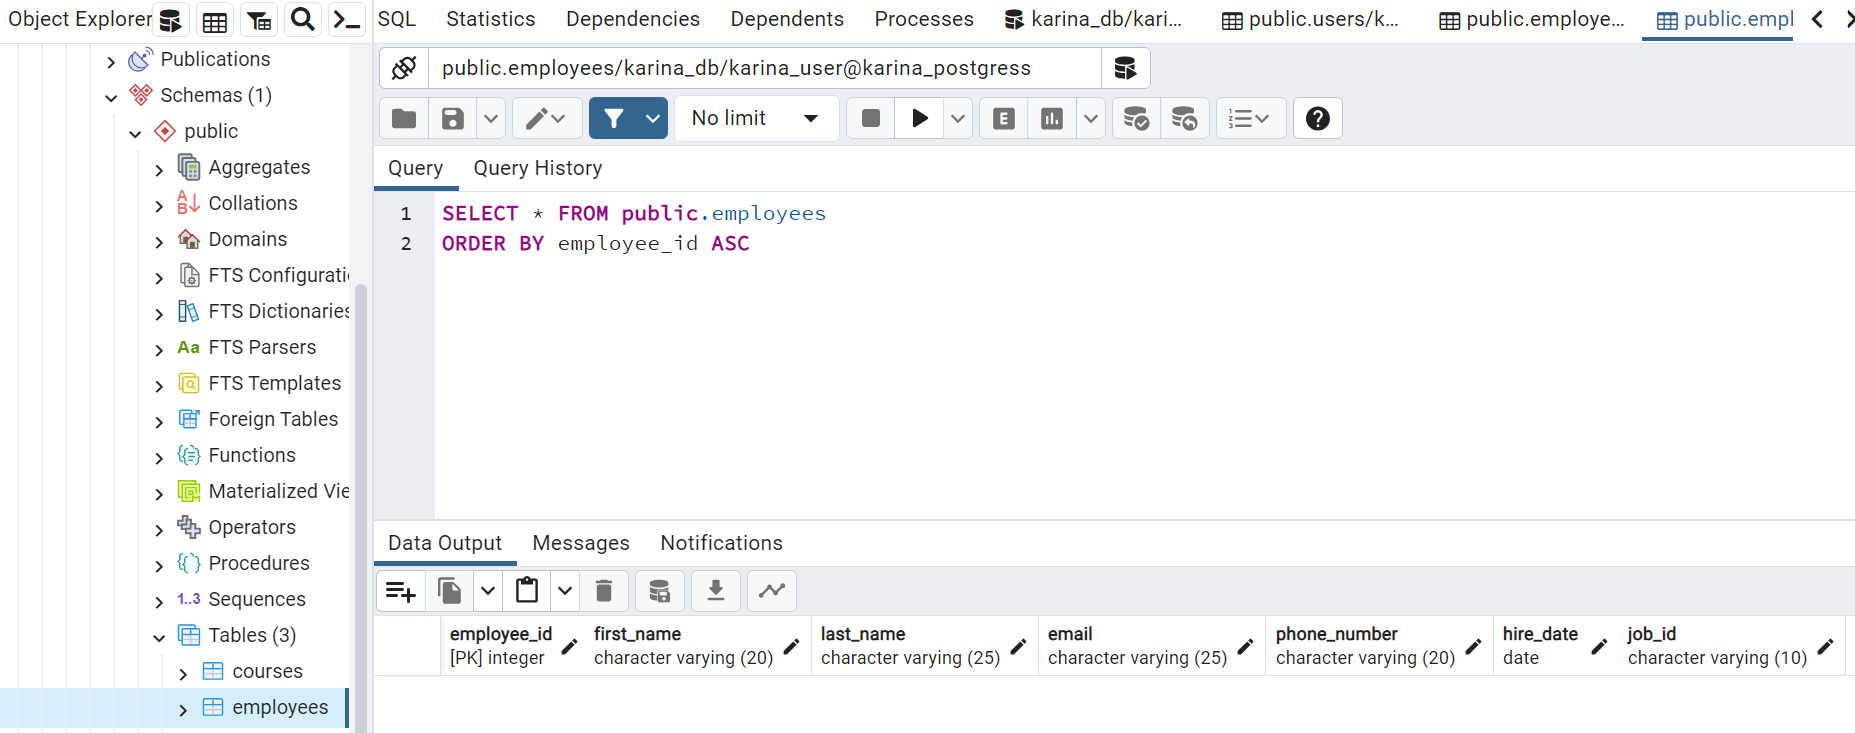 Object Explorer
SQL Statistics Dependencies Dependents Processes karina_db/kari... public.users/k... public.employe... public.empl
Publications
Schemas (1)
public
Aggregates
Collations
Domains
FTS Configurati
FTS Dictionaries
Aa FTS Parsers
FTS Templates
Foreign Tables
Functions
Materialized Vie
Operators
Procedures
1..3 Sequences
Tables (3)
courses
employees
public.employees/karina_db/karina_user@karina_postgress
No limit
E
Query Query History
1 SELECT * FROM public.employees
2 ORDER BY employee_id ASC
Data Output Messages Notifications
employee_id first_name last_name email phone_number hire_date job_id
[PK] integer character varying (20) character varying (25) character varying (25) character varying (20) date character varying (10)